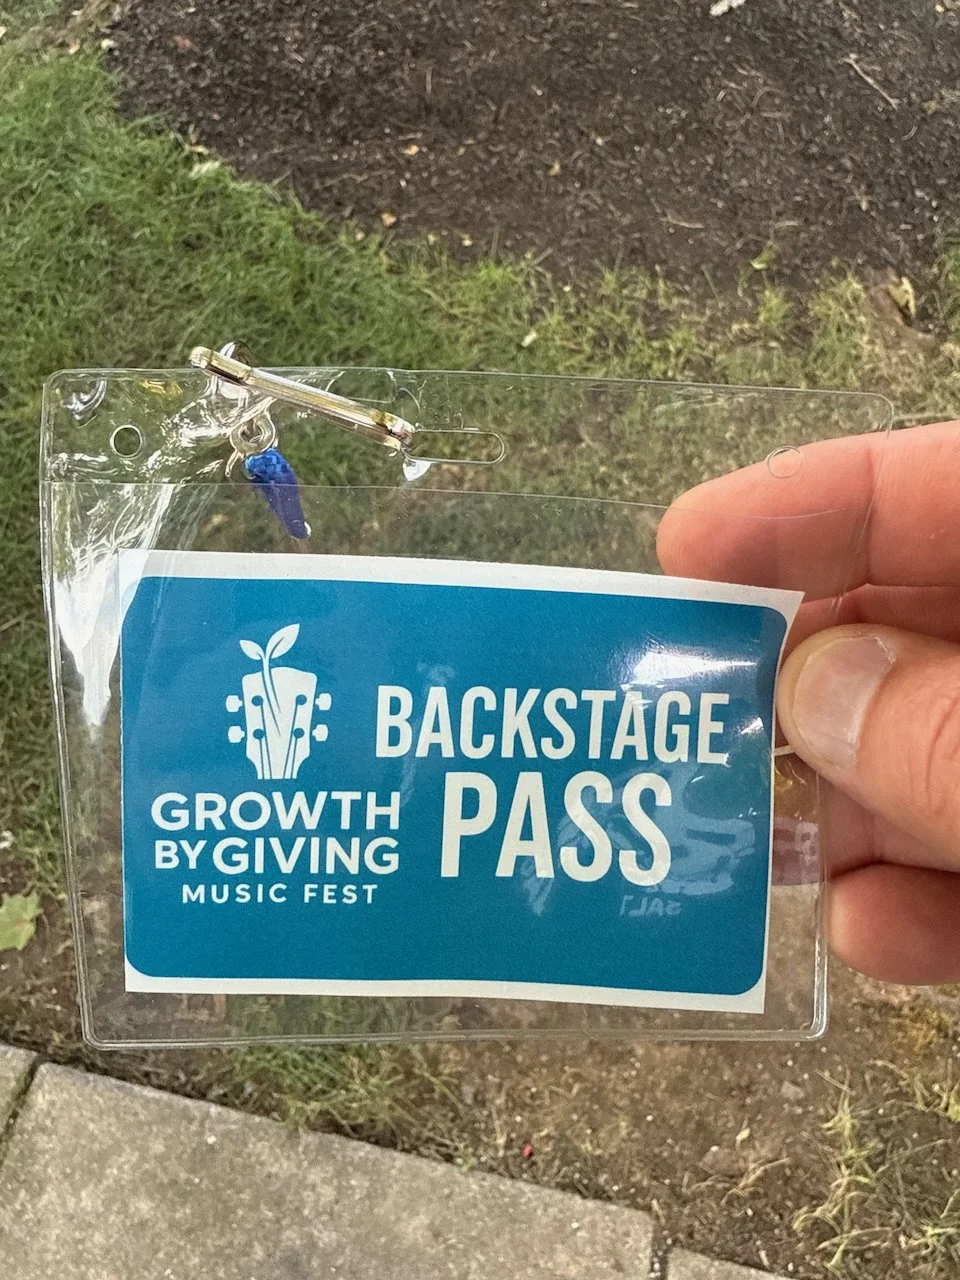 BACKSTAGE
PASS
GROWTH
BY GIVING
MUSIC FEST